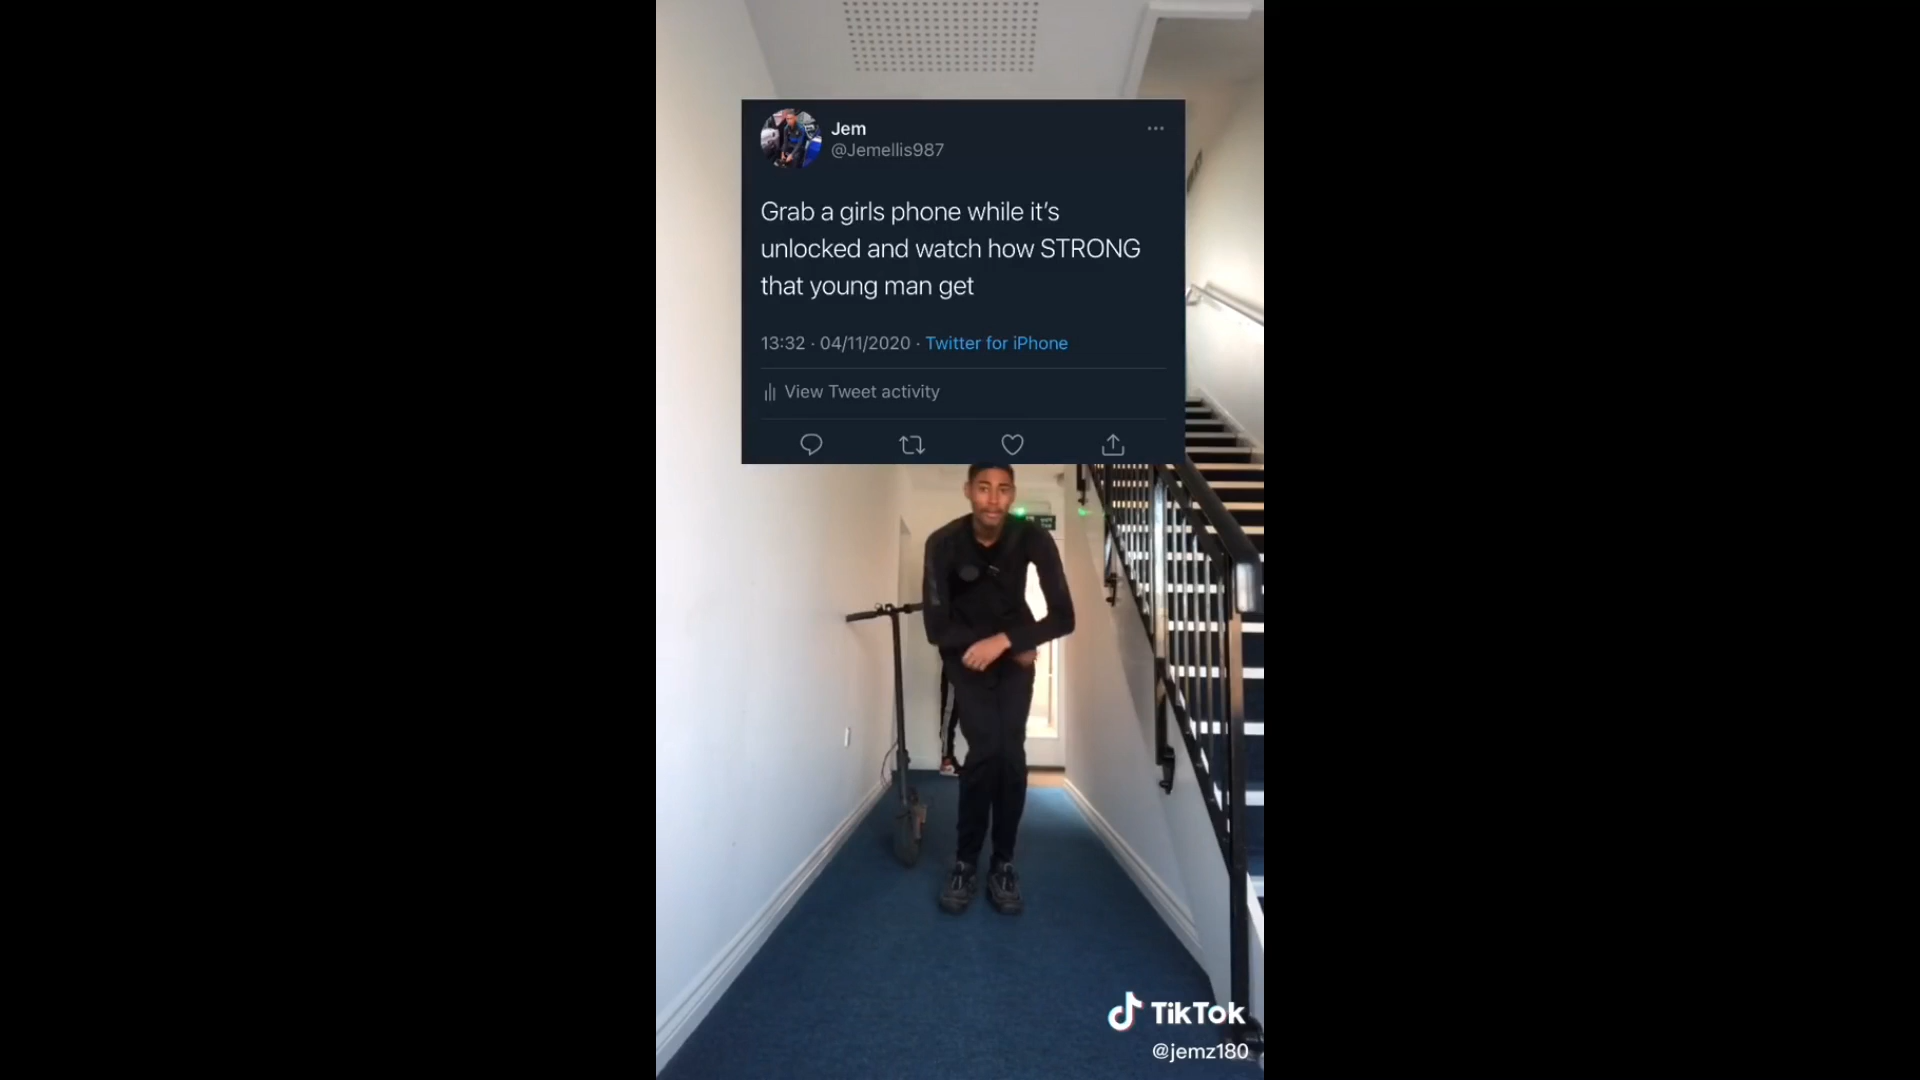 Jem
@Jemellis987
Grab a girls phone while it's
unlocked and watch how STRONG
that young man get
13:32 · 04/11/2020 · Twitter for iPhone
View Tweet activity
TikTok
@jemz180